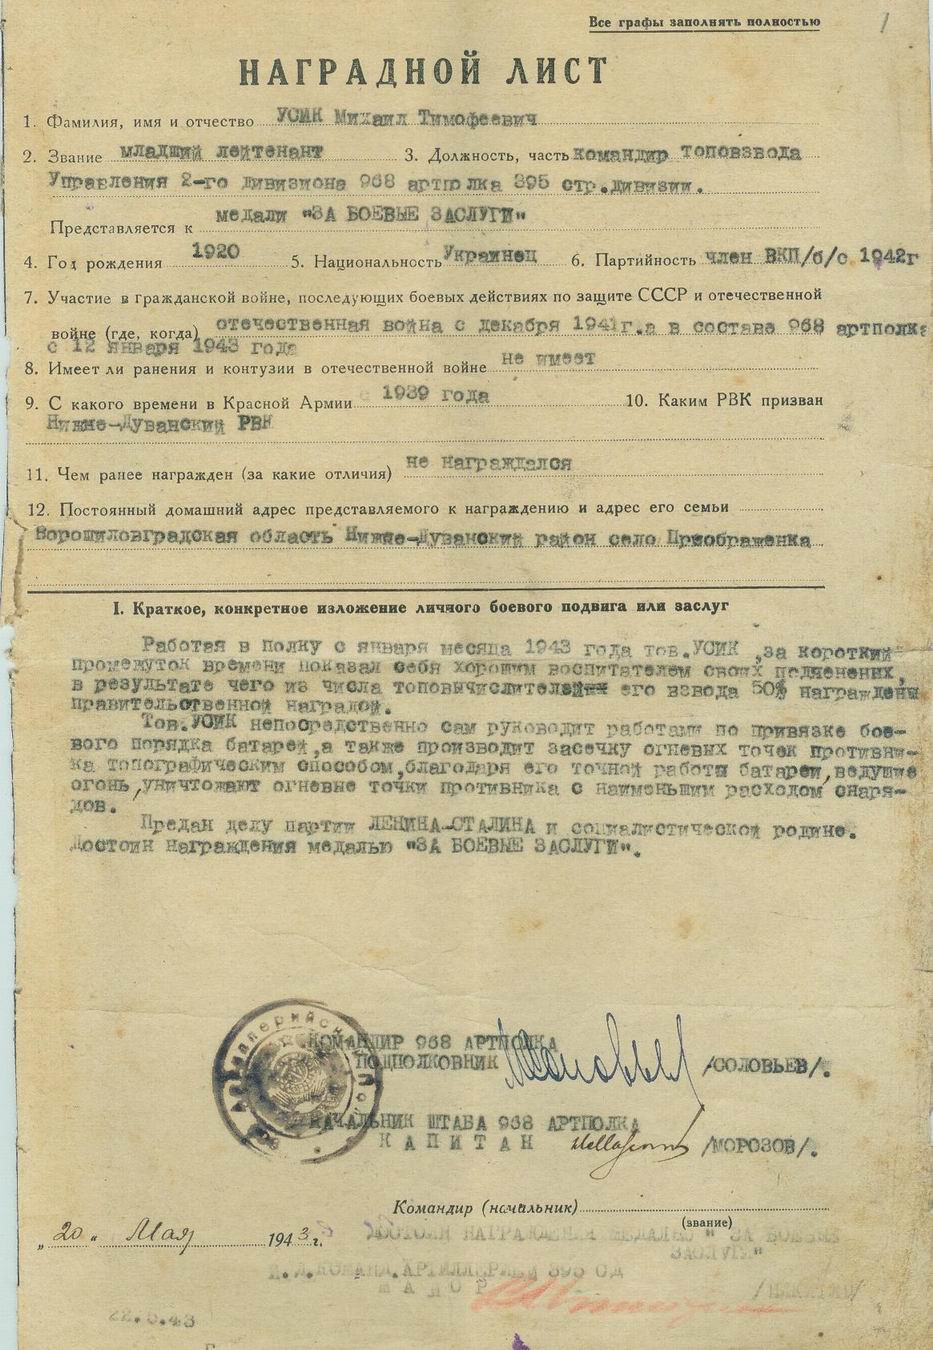 Все графы заполнять полностью
1
НАГРАДНОЙ ЛИСТ
1. Фамилия, имя и отчество УСИК Михаил Тимофеевич
2. Звание младший лейтенант 3. Должность, часть командир топовзвода
Управления 2-го дивизиона 968 артполка 395 стр.дивизии.
Представляется к медали "ЗА БОЕВЫЕ ЗАСЛУГИ"
4. Год рождения 1920 5. Национальность Украинец 6. Партийность член ВКП/б/с 1942г
7. Участие в гражданской войне, последующих боевых действиях по защите СССР и отечественной
войне (где, когда) отечественная война с декабря 1941г.а в составе 968 артполка
с 12 января 1943 года
8. Имеет ли ранения и контузии в отечественной войне не имеет
9. С какого времени в Красной Армии с 1939 года 10. Каким РВК призван
Нижне-Дуванский РВК
11. Чем ранее награжден (за какие отличия) не награждался
12. Постоянный домашний адрес представляемого к награждению и адрес его семьи
Ворошиловградская область Нижне-Дуванский район село Приображенка
I. Краткое, конкретное изложение личного боевого подвига или заслуг
Работая в полку с января месяца 1943 года тов.УСИК ,за короткий
промежуток времени показал себя хорошим воспитателем своих подчененых,
в результате чего из числа топовычислителей его взвода 50% награждены
правительственной наградой.
Тов.УСИК непосредственно сам руководит работами по привязке бое-
вого порядка батарей,а также производит засечку огневых точек противни-
ка топографическим способом,благодаря его точной работы батареи,ведущие
огонь,уничтожают огневые точки противника с наименьшим расходом снаря-
дов.
Предан делу партии ЛЕНИНА-СТАЛИНА и социалистической родине.
Достоин награждения медалью "ЗА БОЕВЫЕ ЗАСЛУГИ".
КОМАНДИР 968 АРТПОЛКА
ПОДПОЛКОВНИК /СОЛОВЬЕВ/.
НАЧАЛЬНИК ШТАБА 968 АРТПОЛКА
КАПИТАН /МОРОЗОВ/.
Командир (начальник)
(звание)
"20" Мая 1943г.
ДОСТОИН НАГРАЖДЕНИЯ МЕДАЛЬЮ "ЗА БОЕВЫЕ
ЗАСЛУГИ"
И.Д.КОМАНД.АРТИЛЛЕРИЕЙ 395 СД
МАЙОР /НИКИТИН/
22.5.43